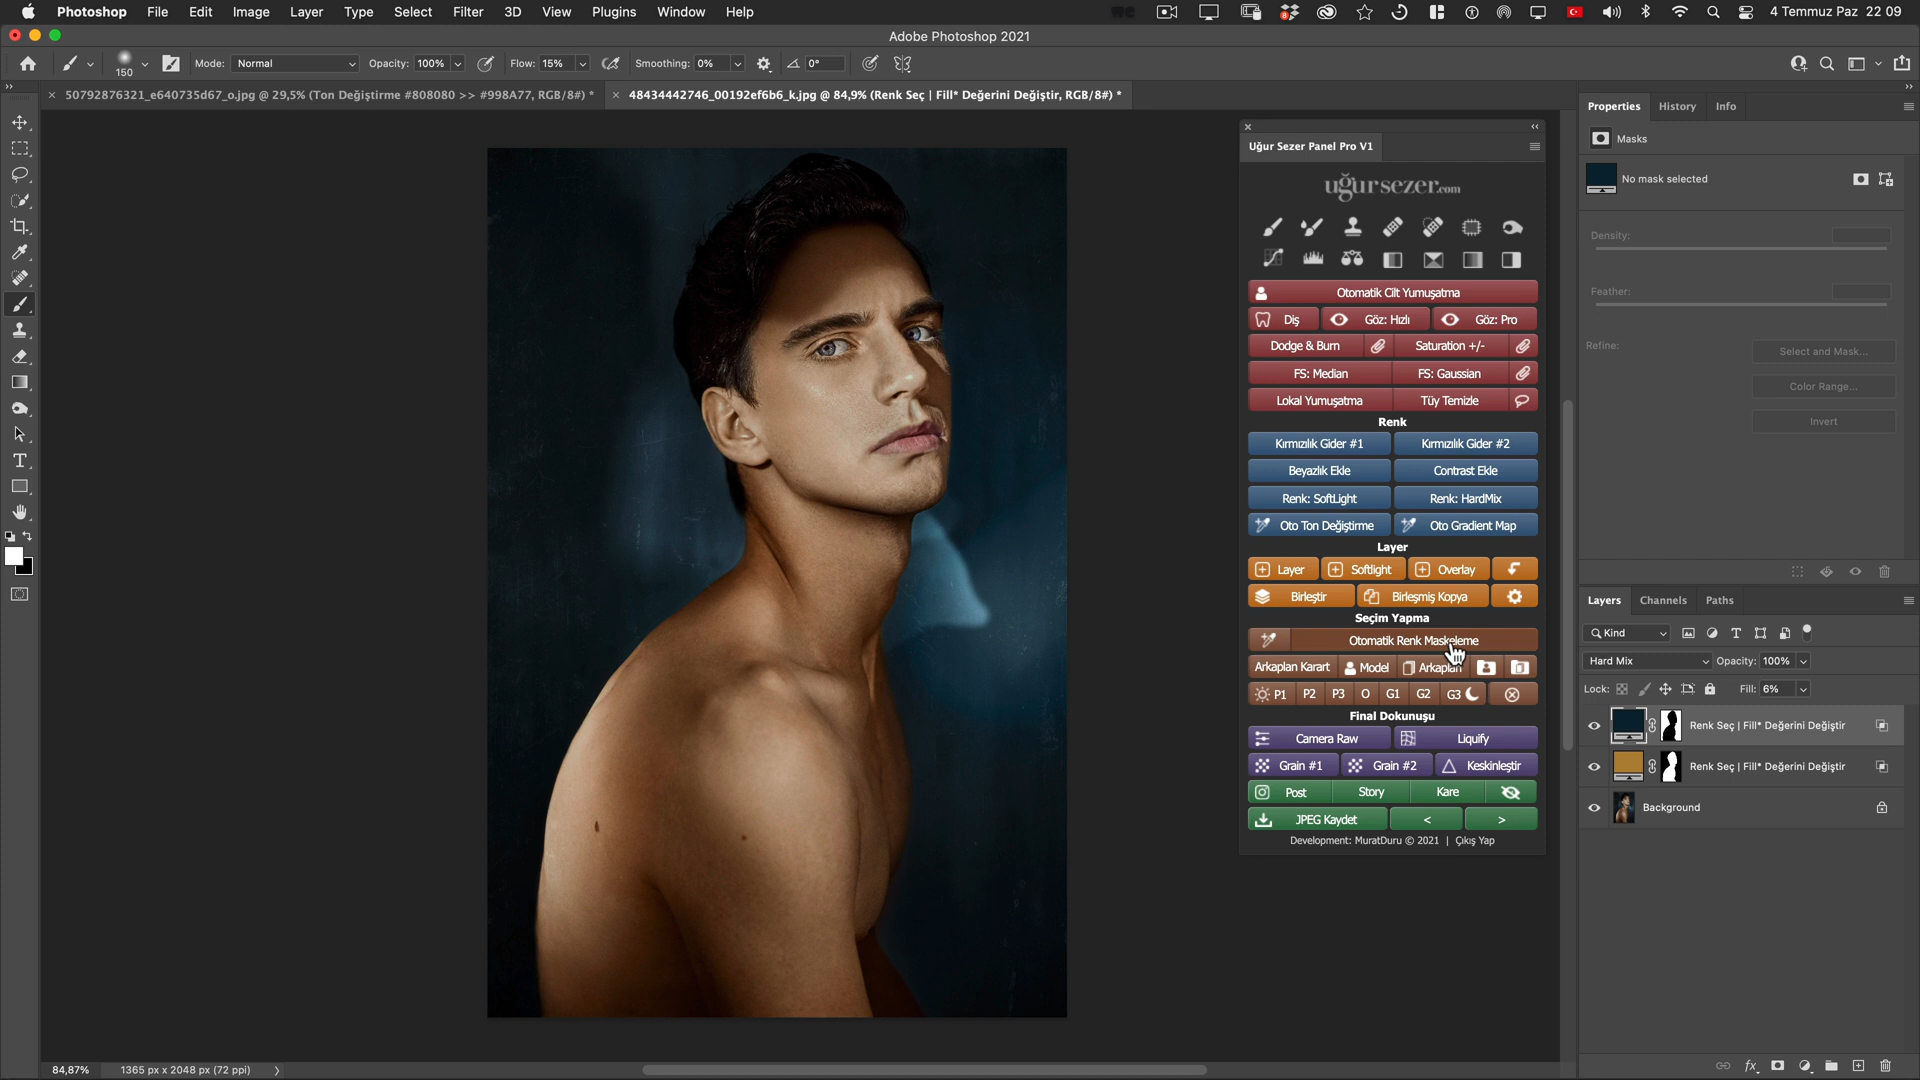 Photoshop File Edit Image Layer Type Select Filter 3D View Plugins Window Help 4 Temmuz Paz 22 09
Adobe Photoshop 2021
150 Mode: Normal Opacity: 100% Flow: 15% Smoothing: 0% 0°
50792876321_e640735d67_o.jpg @ 29,5% (Ton Değiştirme #808080 >> #998A77, RGB/8#) *
48434442746_00192ef6b6_k.jpg @ 84,9% (Renk Seç | Fill* Değerini Değiştir, RGB/8#) *
Uğur Sezer Panel Pro V1
uğursezer.com
Otomatik Cilt Yumuşatma
Diş Göz: Hızlı Göz: Pro
Dodge & Burn Saturation +/-
FS: Median FS: Gaussian
Lokal Yumuşatma Tüy Temizle
Renk
Kırmızılık Gider #1 Kırmızılık Gider #2
Beyazlık Ekle Contrast Ekle
Renk: SoftLight Renk: HardMix
Oto Ton Değiştirme Oto Gradient Map
Layer
Layer Softlight Overlay
Birleştir Birleşmiş Kopya
Seçim Yapma
Otomatik Renk Maskeleme
Arkaplan Karart Model Arkaplan
P1 P2 P3 O G1 G2 G3
Final Dokunuşu
Camera Raw Liquify
Grain #1 Grain #2 Keskinleştir
Post Story Kare
JPEG Kaydet < >
Development: MuratDuru © 2021 | Çıkış Yap
Properties History Info
Masks
No mask selected
Density:
Feather:
Refine: Select and Mask...
Color Range...
Invert
Layers Channels Paths
Kind
Hard Mix Opacity: 100%
Lock: Fill: 6%
Renk Seç | Fill* Değerini Değiştir
Renk Seç | Fill* Değerini Değiştir
Background
84,87% 1365 px x 2048 px (72 ppi)